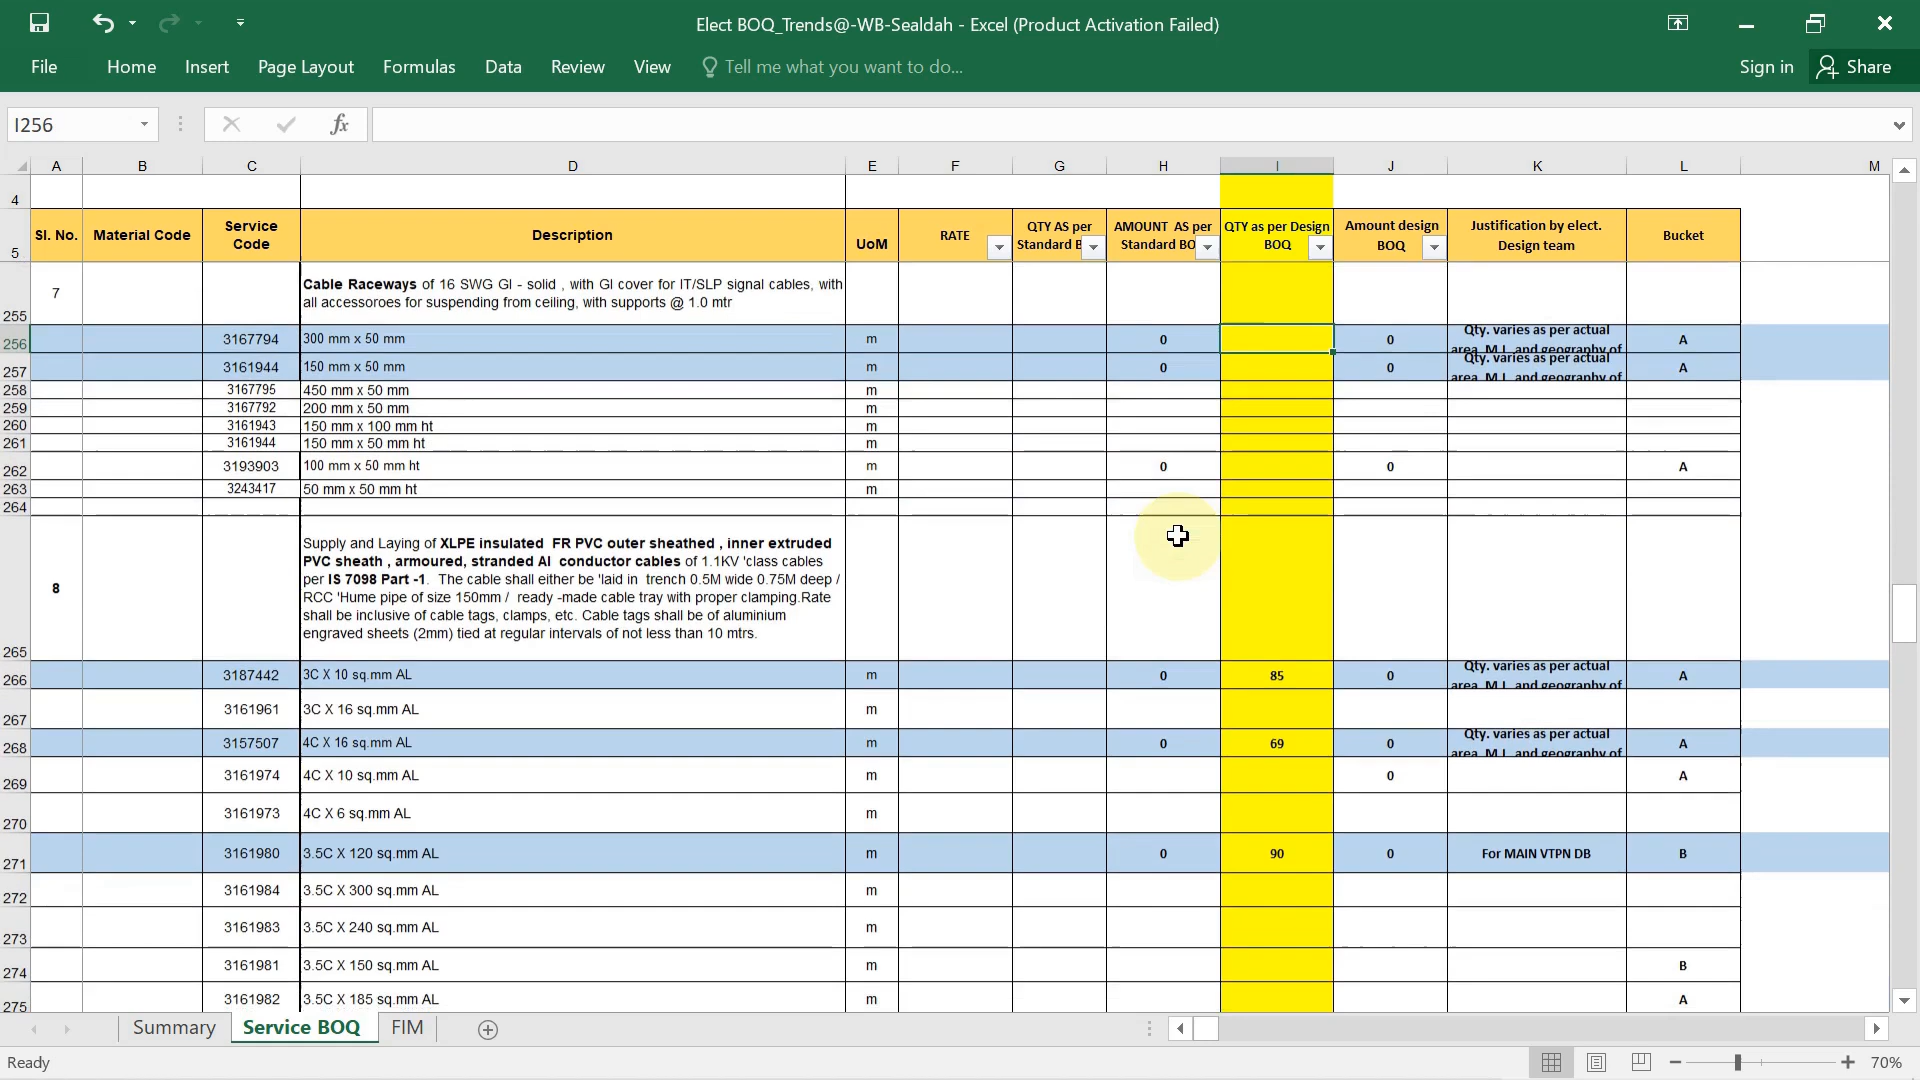 Elect BOQ_Trends@-WB-Sealdah - Excel (Product Activation Failed)
File Home Insert Page Layout Formulas Data Review View Tell me what you want to do... Sign in Share
I256 fx
A B C D E F G H I J K L M
4
5 Sl. No. Material Code Service Code Description UoM RATE QTY AS per Standard B AMOUNT AS per Standard BO QTY as per Design BOQ Amount design BOQ Justification by elect. Design team Bucket
255 7 Cable Raceways of 16 SWG GI - solid , with GI cover for IT/SLP signal cables, with
all accessoroes for suspending from ceiling, with supports @ 1.0 mtr
256 3167794 300 mm x 50 mm m 0 0 Qty. varies as per actual area, M.L and geography of A
257 3161944 150 mm x 50 mm m 0 0 Qty. varies as per actual area, M.L and geography of A
258 3167795 450 mm x 50 mm m
259 3167792 200 mm x 50 mm m
260 3161943 150 mm x 100 mm ht m
261 3161944 150 mm x 50 mm ht m
262 3193903 100 mm x 50 mm ht m 0 0 A
263 3243417 50 mm x 50 mm ht m
264
265 8 Supply and Laying of XLPE insulated FR PVC outer sheathed , inner extruded
PVC sheath , armoured, stranded Al conductor cables of 1.1KV 'class cables
per IS 7098 Part -1. The cable shall either be 'laid in trench 0.5M wide 0.75M deep /
RCC 'Hume pipe of size 150mm / ready -made cable tray with proper clamping.Rate
shall be inclusive of cable tags, clamps, etc. Cable tags shall be of aluminium
engraved sheets (2mm) tied at regular intervals of not less than 10 mtrs.
266 3187442 3C X 10 sq.mm AL m 0 85 0 Qty. varies as per actual area, M.L and geography of A
267 3161961 3C X 16 sq.mm AL m
268 3157507 4C X 16 sq.mm AL m 0 69 0 Qty. varies as per actual area, M.L and geography of A
269 3161974 4C X 10 sq.mm AL m 0 A
270 3161973 4C X 6 sq.mm AL m
271 3161980 3.5C X 120 sq.mm AL m 0 90 0 For MAIN VTPN DB B
272 3161984 3.5C X 300 sq.mm AL m
273 3161983 3.5C X 240 sq.mm AL m
274 3161981 3.5C X 150 sq.mm AL m B
275 3161982 3.5C X 185 sq.mm AL m A
Summary Service BOQ FIM
Ready 70%